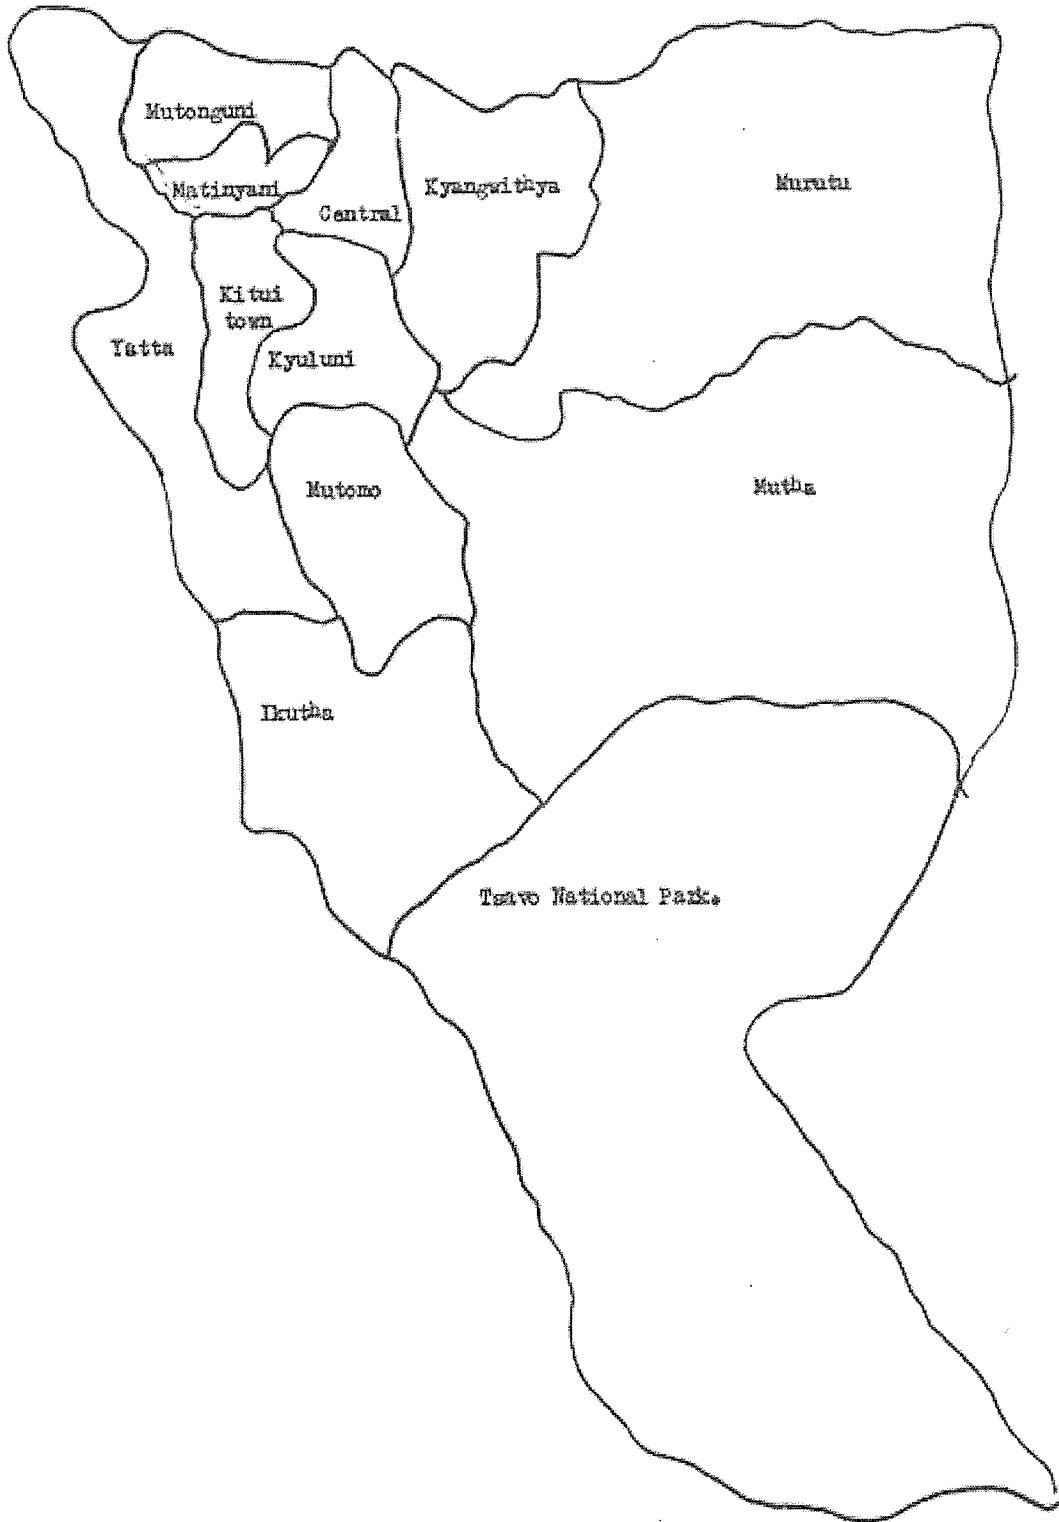 Mutonguni
Matinyani
Central
Kyangwithya
Murutu
Kitui
town
Yatta
Kyuluni
Mutomo
Mutha
Ikutha
Tsavo National Park.